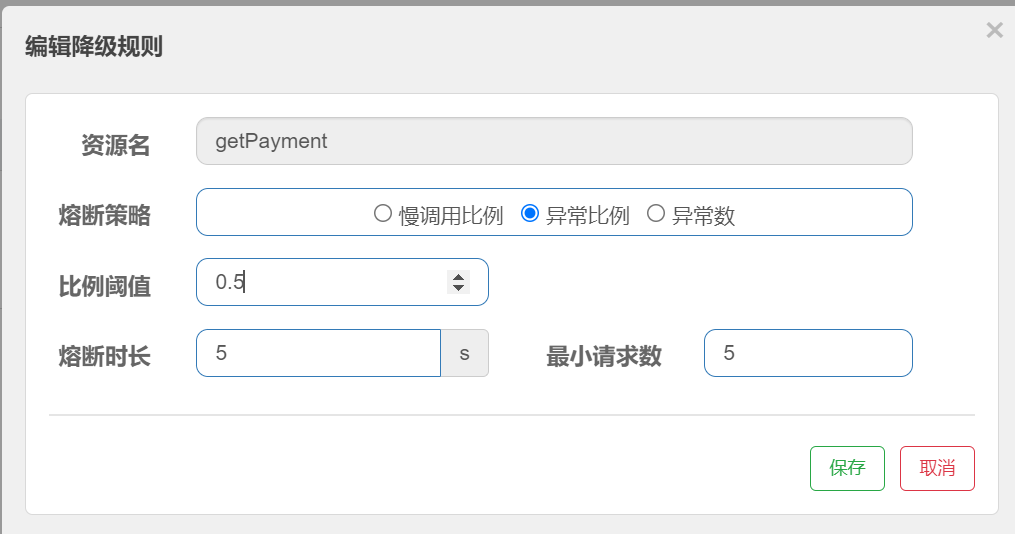 编辑降级规则 ×
资源名 getPayment
熔断策略 慢调用比例 异常比例 异常数
比例阈值 0.5
熔断时长 5 s 最小请求数 5
保存 取消